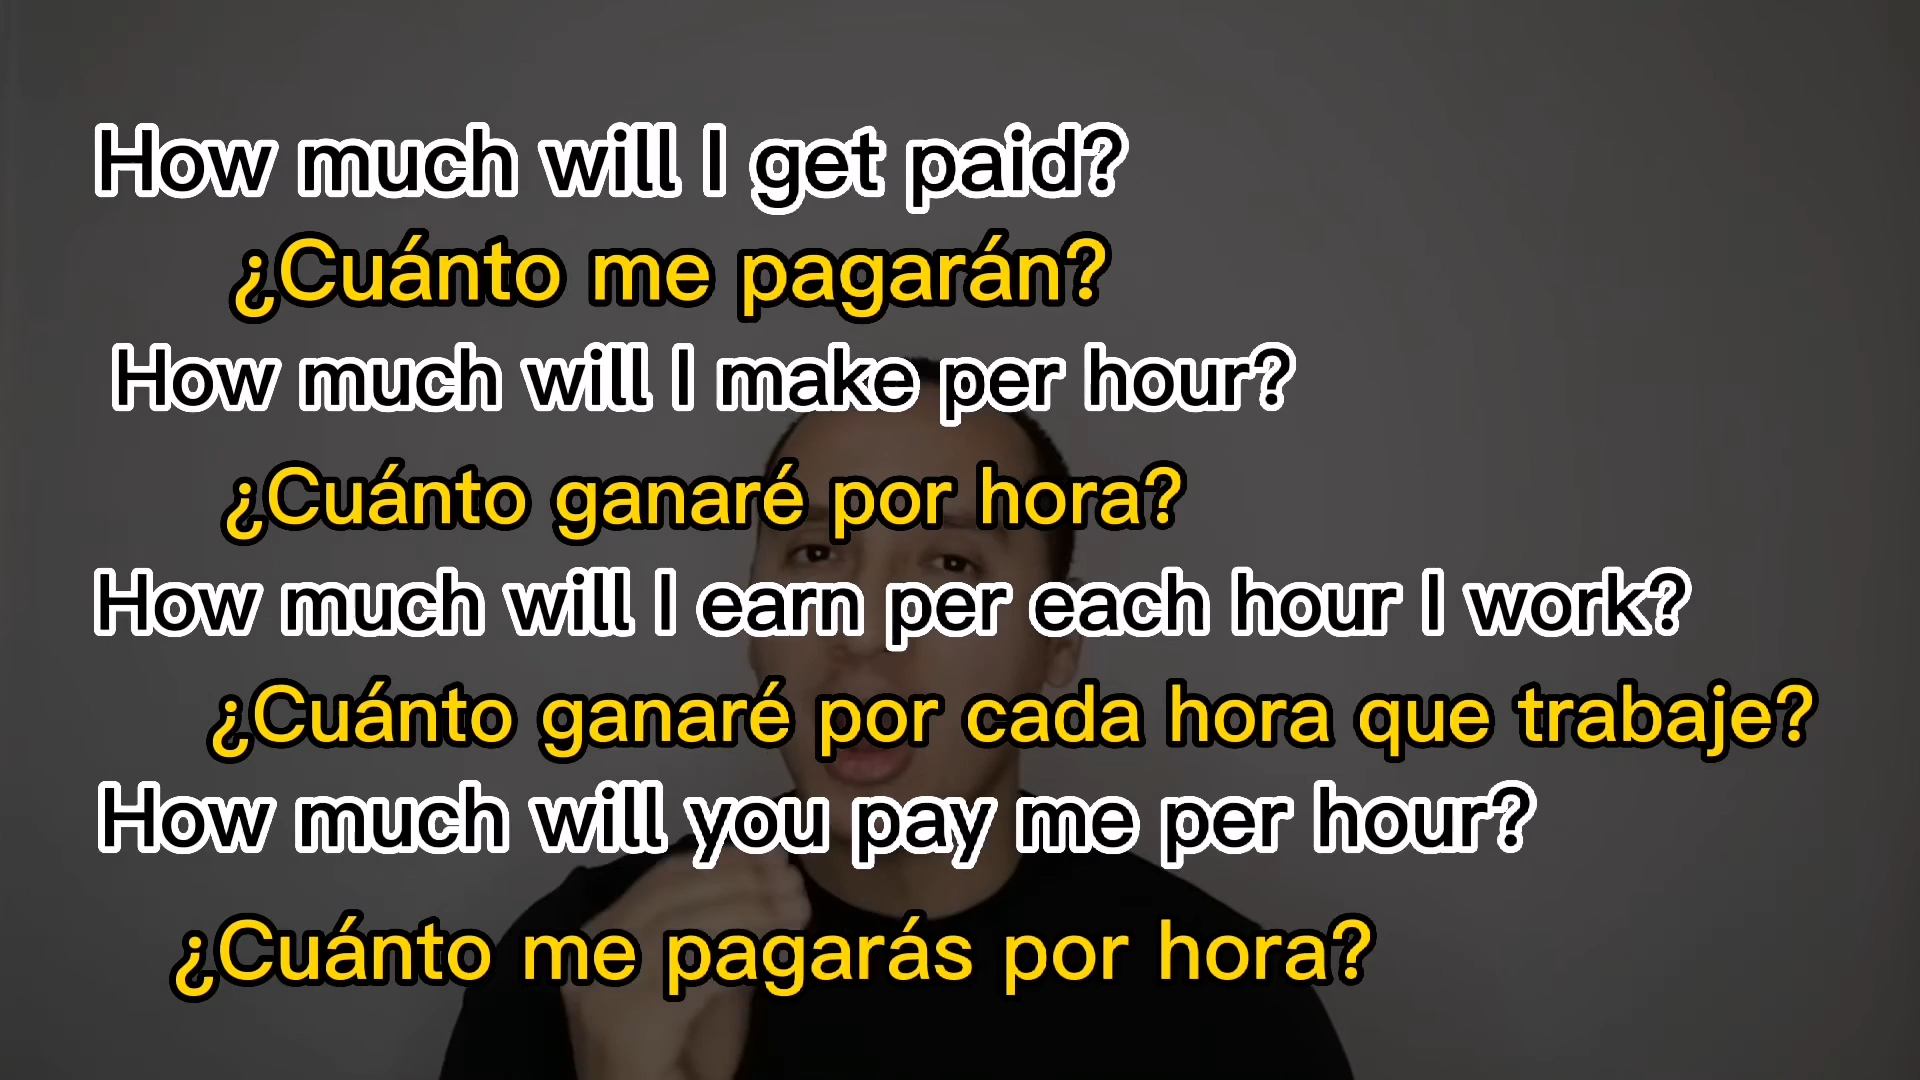 How much will I get paid?
¿Cuánto me pagarán?
How much will I make per hour?
¿Cuánto ganaré por hora?
How much will I earn per each hour I work?
¿Cuánto ganaré por cada hora que trabaje?
How much will you pay me per hour?
¿Cuánto me pagarás por hora?